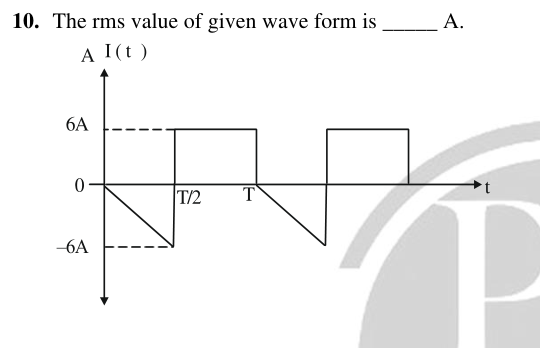 10. The rms value of given wave form is _____ A.
A I(t )
6A
0
T/2
T
t
–6A